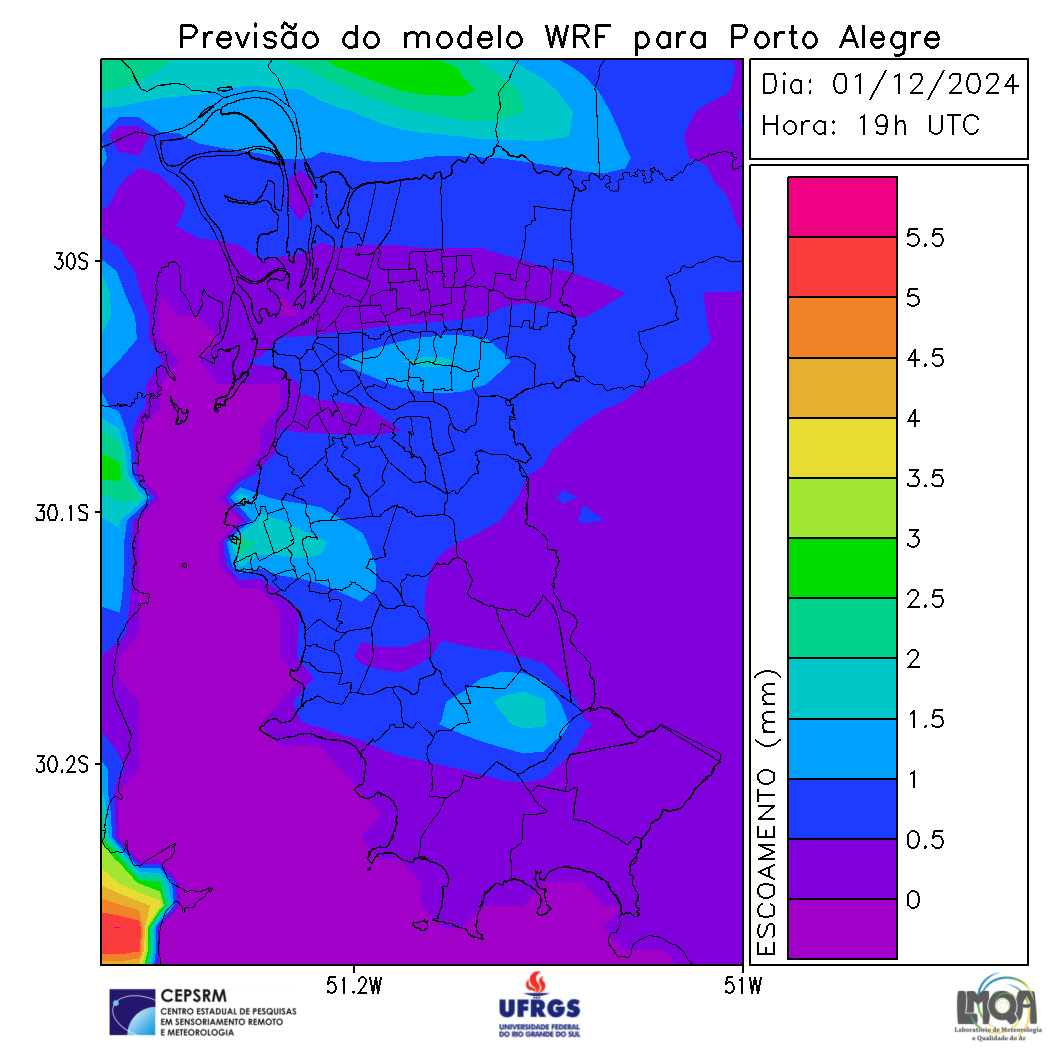 Previsão do modelo WRF para Porto Alegre
Dia: 01/12/2024
Hora: 19h UTC
30S
30.1S
30.2S
51.2W
51W
ESCOAMENTO (mm)
5.5
5
4.5
4
3.5
3
2.5
2
1.5
1
0.5
0
CEPSRM
CENTRO ESTADUAL DE PESQUISAS
EM SENSORIAMENTO REMOTO
E METEOROLOGIA
UFRGS
UNIVERSIDADE FEDERAL
DO RIO GRANDE DO SUL
LMQA
Laboratório de Meteorologia
e Qualidade do Ar